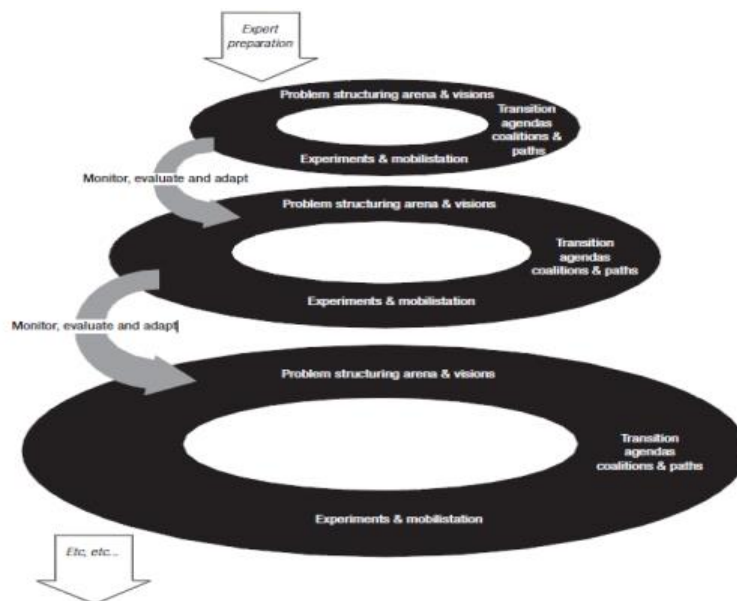 Expert
preparation
Problem structuring arena & visions
Transition
agendas
coalitions &
paths
Experiments & mobilistation
Monitor, evaluate and adapt
Problem structuring arena & visions
Transition
agendas
coalitions & paths
Experiments & mobilistation
Monitor, evaluate and adapt
Problem structuring arena & visions
Transition
agendas
coalitions & paths
Experiments & mobilistation
Etc, etc...